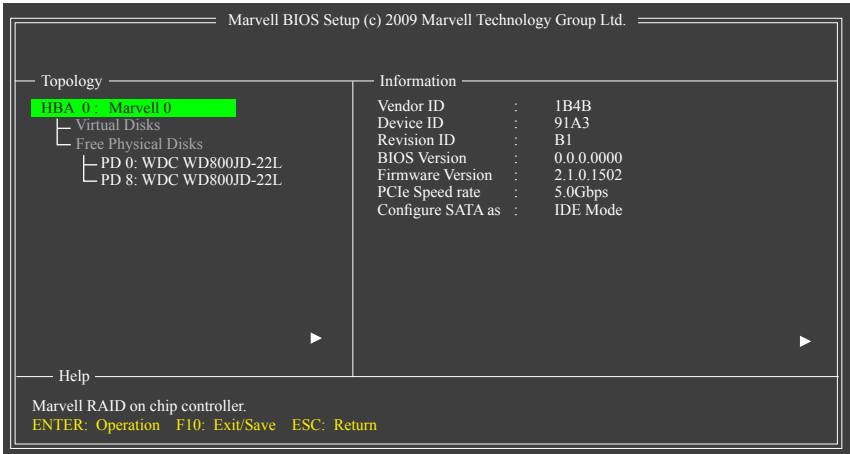 Marvell BIOS Setup (c) 2009 Marvell Technology Group Ltd.
Topology
HBA 0 : Marvell 0
Virtual Disks
Free Physical Disks
PD 0: WDC WD800JD-22L
PD 8: WDC WD800JD-22L
Information
Vendor ID : 1B4B
Device ID : 91A3
Revision ID : B1
BIOS Version : 0.0.0.0000
Firmware Version : 2.1.0.1502
PCIe Speed rate : 5.0Gbps
Configure SATA as : IDE Mode
Help
Marvell RAID on chip controller.
ENTER: Operation F10: Exit/Save ESC: Return